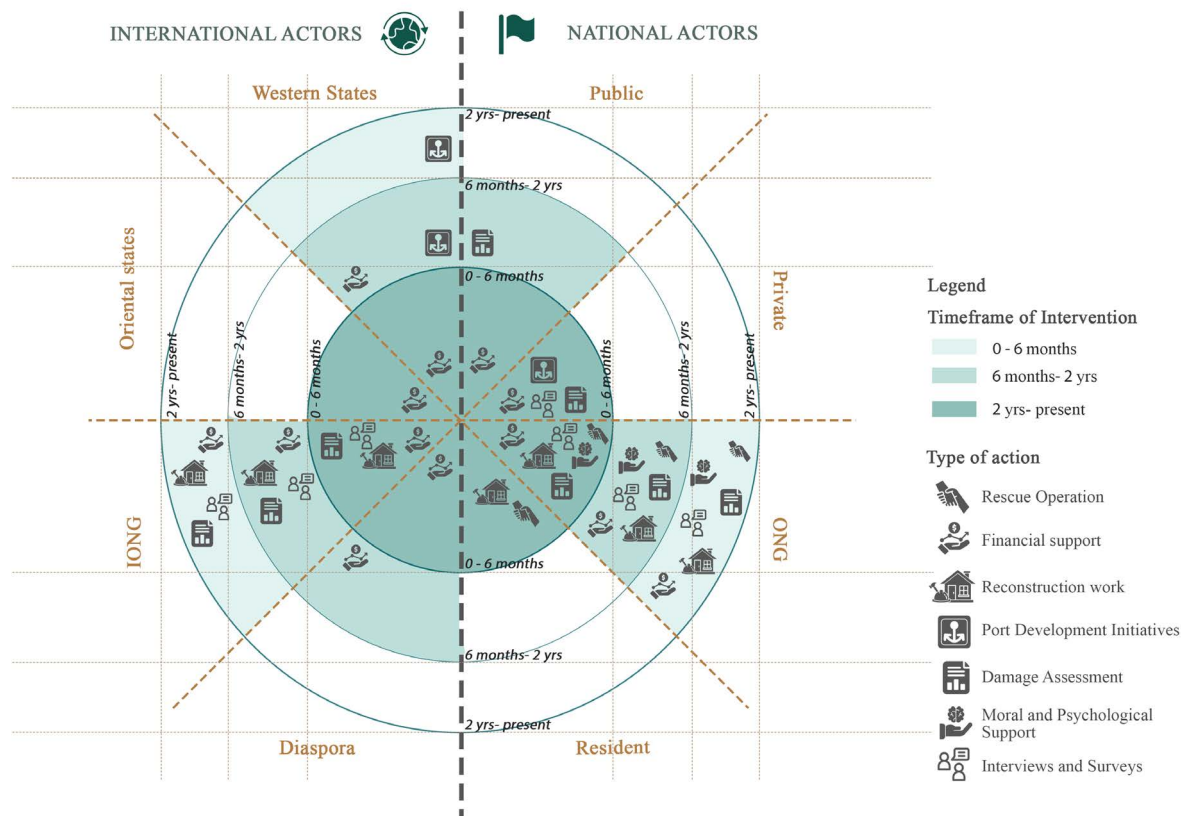 INTERNATIONAL ACTORS
NATIONAL ACTORS
Western States
Public
2 yrs- present
6 months- 2 yrs
0 - 6 months
Oriental states
Private
2 yrs- present
6 months- 2 yrs
0 - 6 months
0 - 6 months
6 months- 2 yrs
2 yrs- present
IONG
ONG
0 - 6 months
6 months- 2 yrs
2 yrs- present
Diaspora
Resident
Legend
Timeframe of Intervention
0 - 6 months
6 months- 2 yrs
2 yrs- present
Type of action
Rescue Operation
Financial support
Reconstruction work
Port Development Initiatives
Damage Assessment
Moral and Psychological
Support
Interviews and Surveys